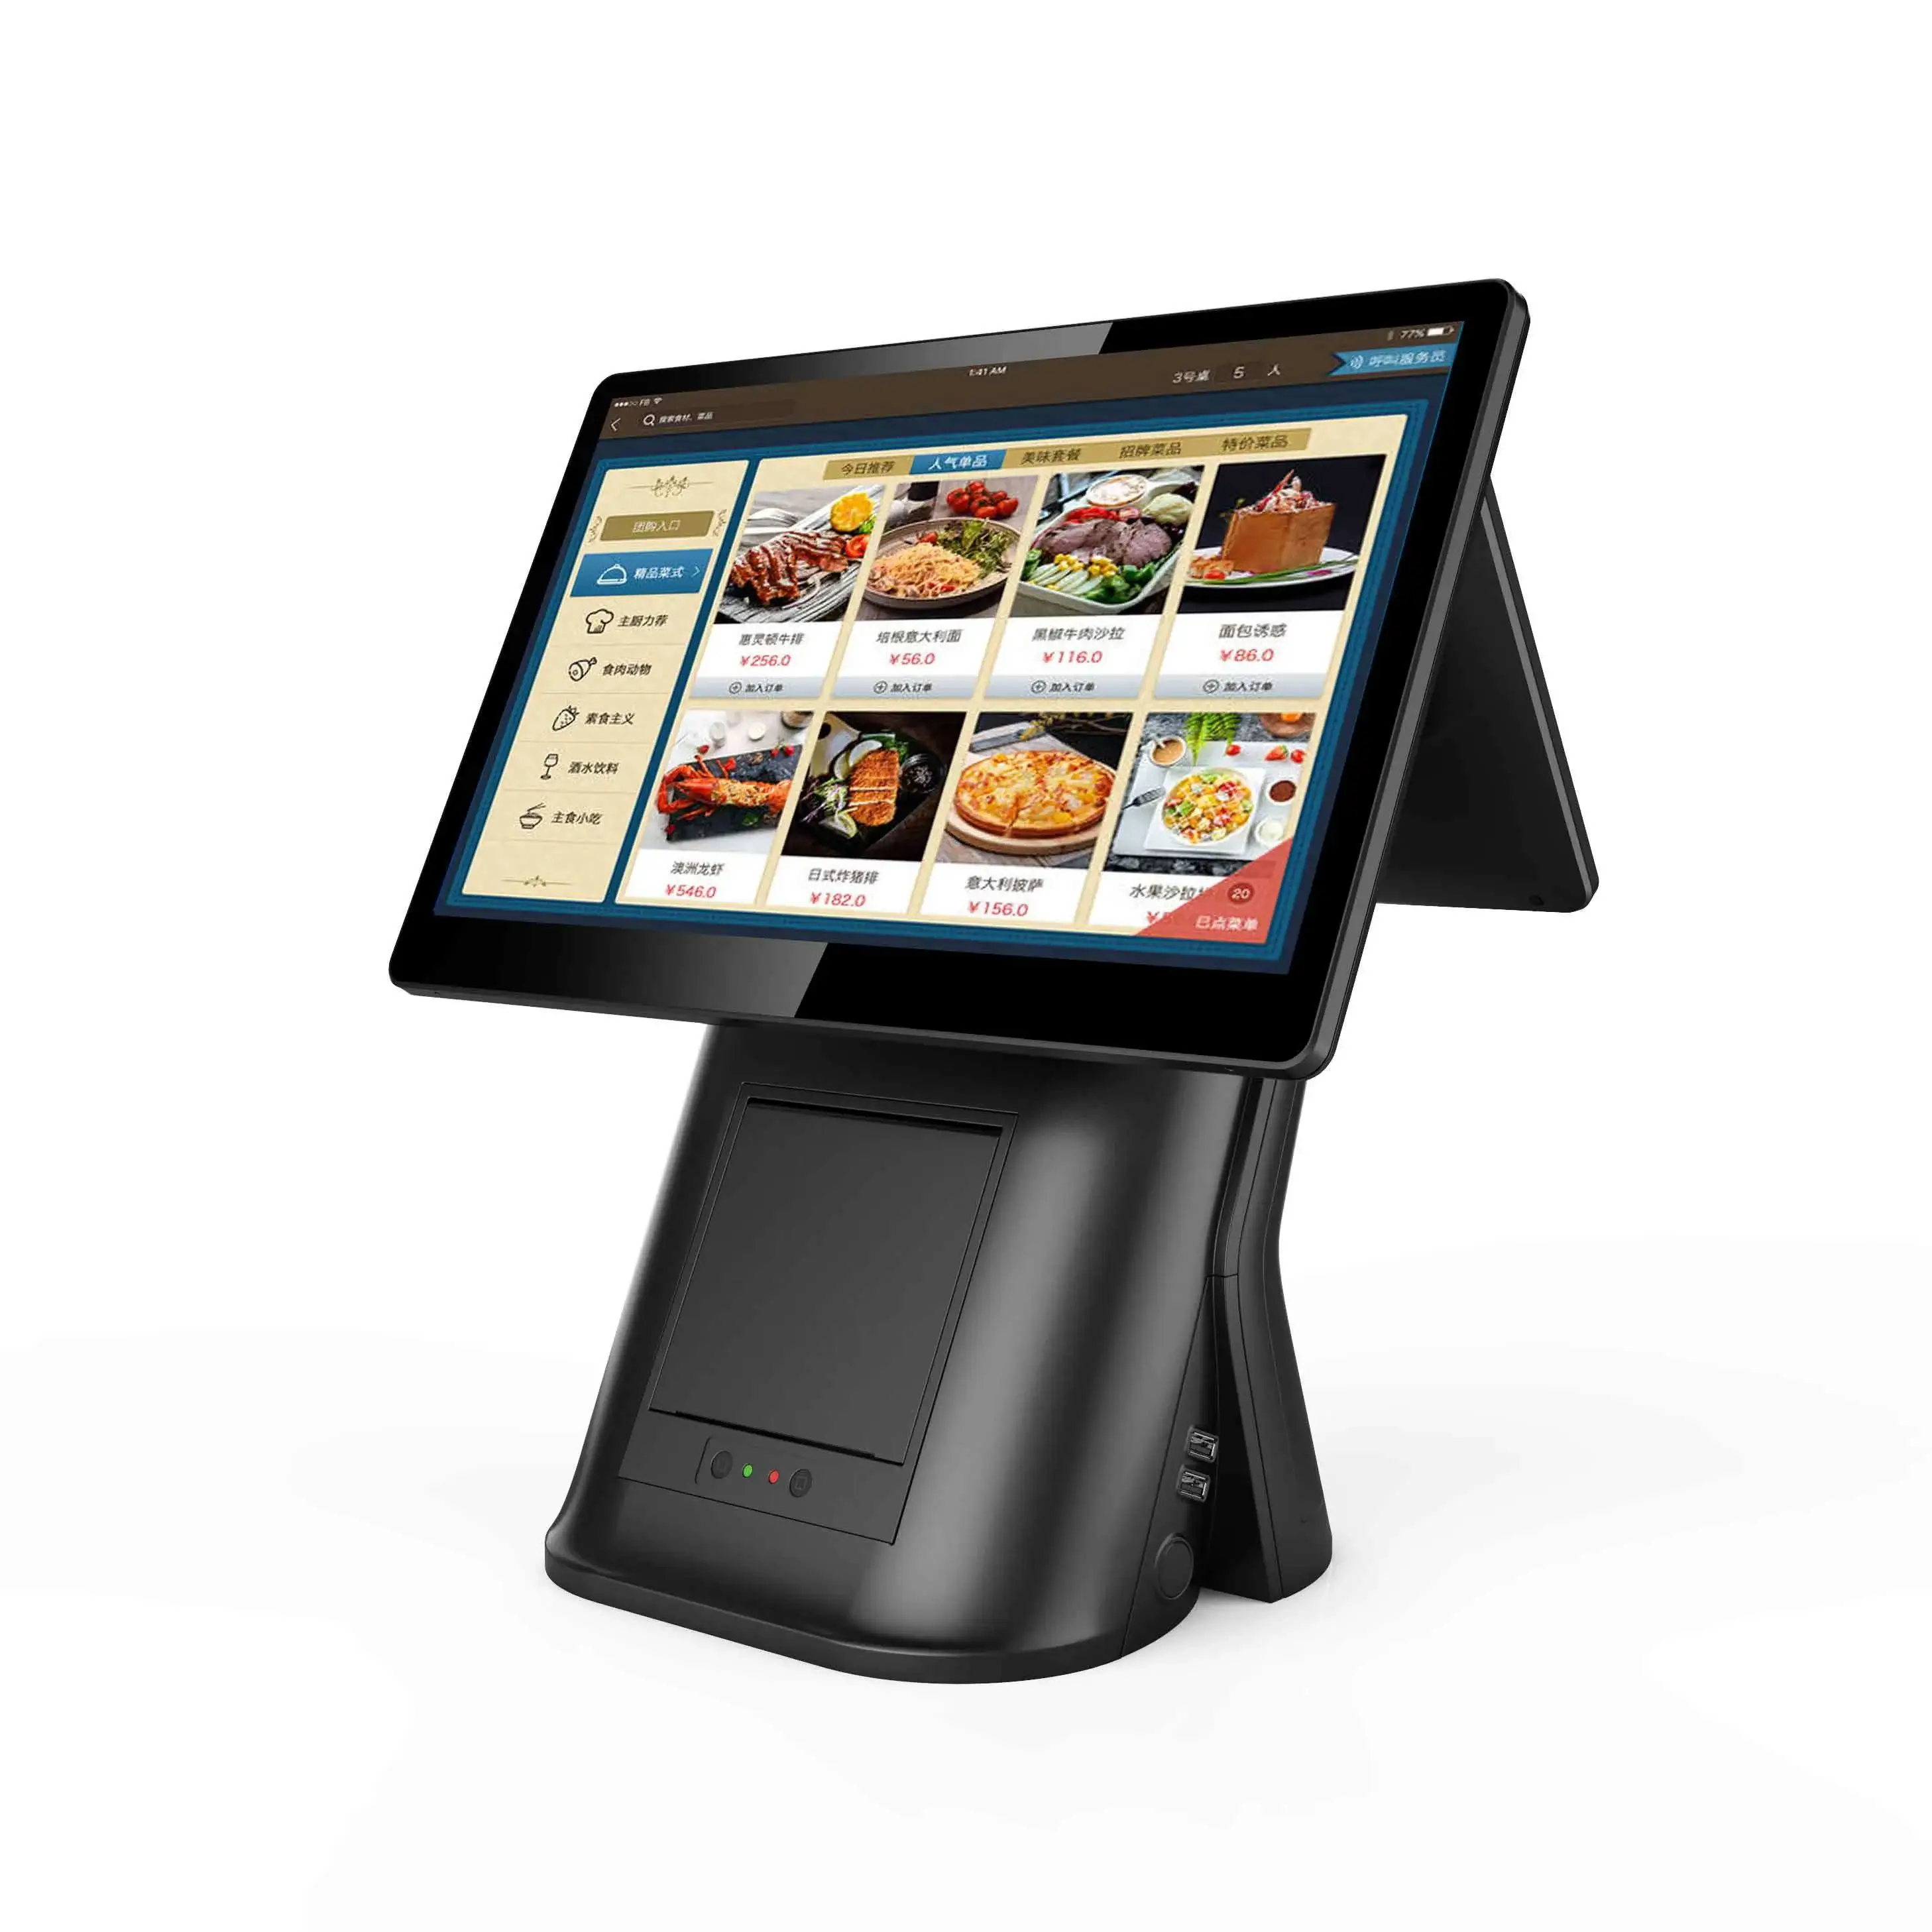 FB
1:41 AM
77%
搜索食材、菜品
3号桌 5 人
呼叫服务员
今日推荐 人气单品 美味套餐 招牌菜品 特价菜品
团购入口
精品菜式
主厨力荐
食肉动物
素食主义
酒水饮料
主食小吃
惠灵顿牛排 培根意大利面 黑椒牛肉沙拉 面包诱惑
¥256.0 ¥56.0 ¥116.0 ¥86.0
加入订单 加入订单 加入订单 加入订单
澳洲龙虾 日式炸猪排 意大利披萨 水果沙拉
¥546.0 ¥182.0 ¥156.0
20
已点菜单